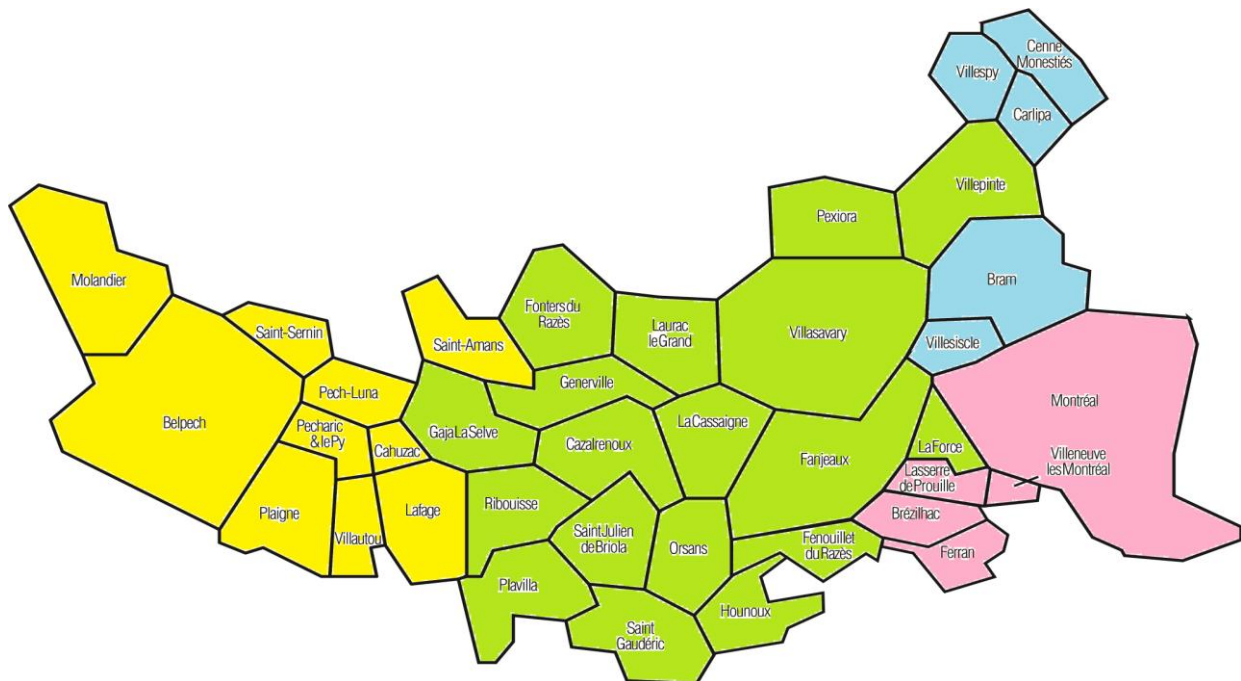 Cenne
Monestiés
Villespy
Carlipa
Villepinte
Pexiora
Molandier
Bram
Fonters du
Razès
Saint-Sernin
Laurac
le Grand
Villasavary
Saint-Amans
Villesiscle
Generville
Pech-Luna
Montréal
Belpech
Pecharic
& le Py
Cahuzac
Gaja La Selve
Cazalrenoux
La Cassaigne
Fanjeaux
La Force
Villeneuve
les Montréal
Lasserre
de Prouille
Plaigne
Villautou
Lafage
Ribouisse
Saint Julien
de Briola
Orsans
Brézilhac
Fenouillet
du Razès
Ferran
Plavilla
Hounoux
Saint
Gaudéric